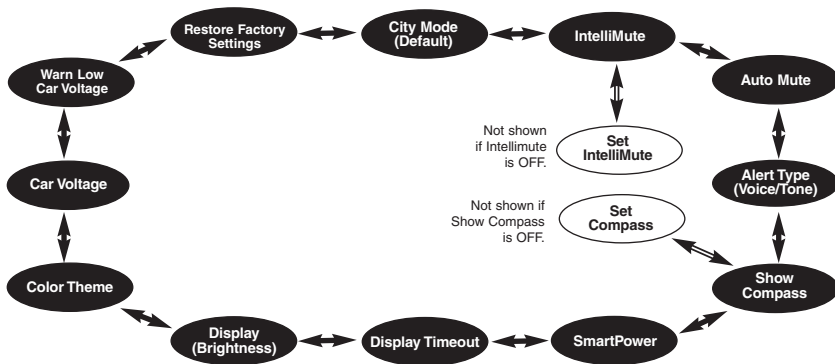 Restore Factory
Settings
City Mode
(Default)
IntelliMute
Warn Low
Car Voltage
Auto Mute
Not shown
if Intellimute
is OFF.
Set
IntelliMute
Car Voltage
Alert Type
(Voice/Tone)
Not shown if
Show Compass
is OFF.
Set
Compass
Color Theme
Show
Compass
Display
(Brightness)
Display Timeout
SmartPower